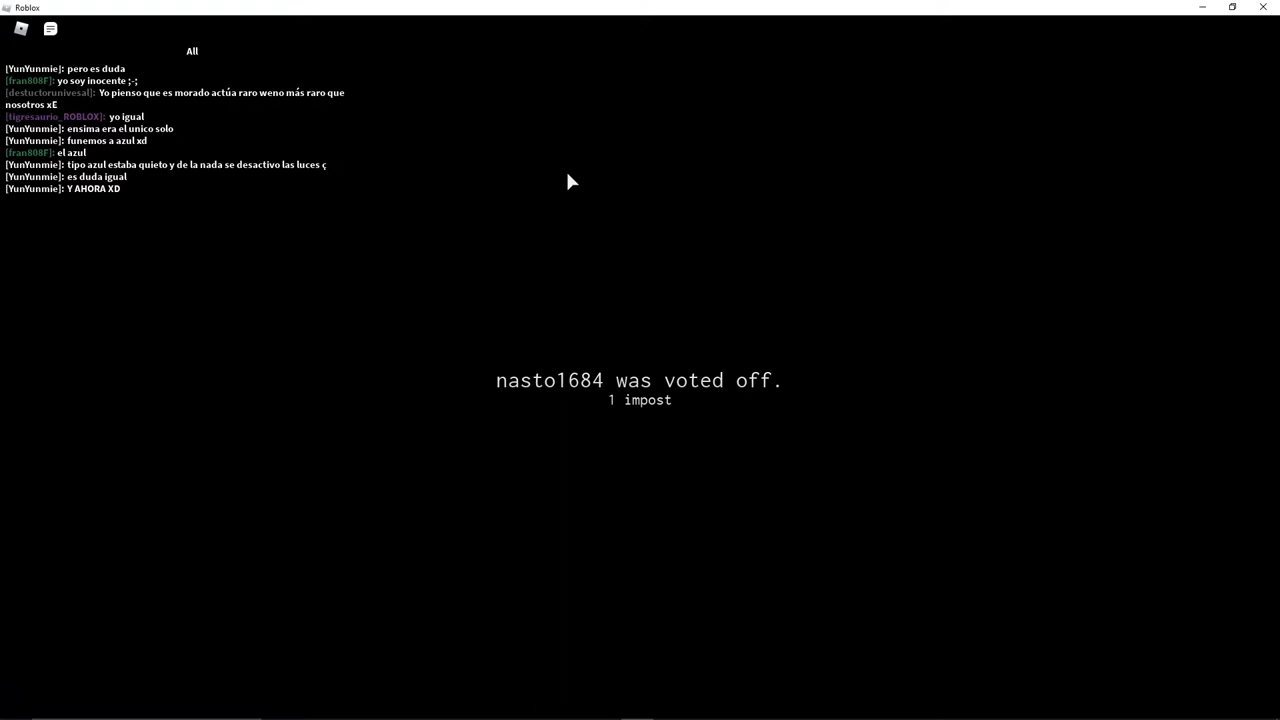 Roblox
All
[YunYunmie]: pero es duda
[fran808F]: yo soy inocente ;-;
[destuctorunivesal]: Yo pienso que es morado actúa raro weno más raro que
nosotros xE
[tigresaurio_ROBLOX]: yo igual
[YunYunmie]: ensima era el unico solo
[YunYunmie]: funemos a azul xd
[fran808F]: el azul
[YunYunmie]: tipo azul estaba quieto y de la nada se desactivo las luces ç
[YunYunmie]: es duda igual
[YunYunmie]: Y AHORA XD
nasto1684 was voted off.
1 impost